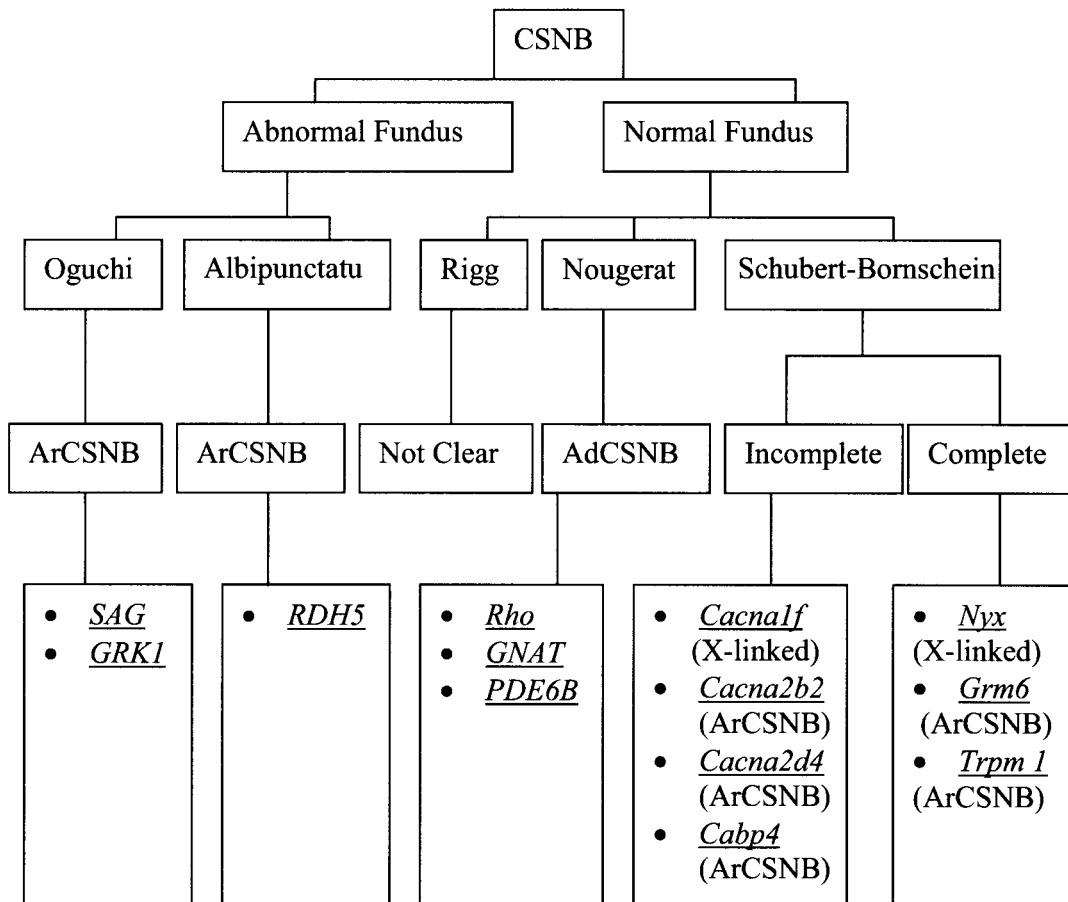 CSNB
Abnormal Fundus
Normal Fundus
Oguchi
Albipunctatu
Rigg
Nougerat
Schubert-Bornschein
ArCSNB
ArCSNB
Not Clear
AdCSNB
Incomplete
Complete
• SAG
• GRK1
• RDH5
• Rho
• GNAT
• PDE6B
• Cacna1f
(X-linked)
• Cacna2b2
(ArCSNB)
• Cacna2d4
(ArCSNB)
• Cabp4
(ArCSNB)
• Nyx
(X-linked)
• Grm6
(ArCSNB)
• Trpm 1
(ArCSNB)